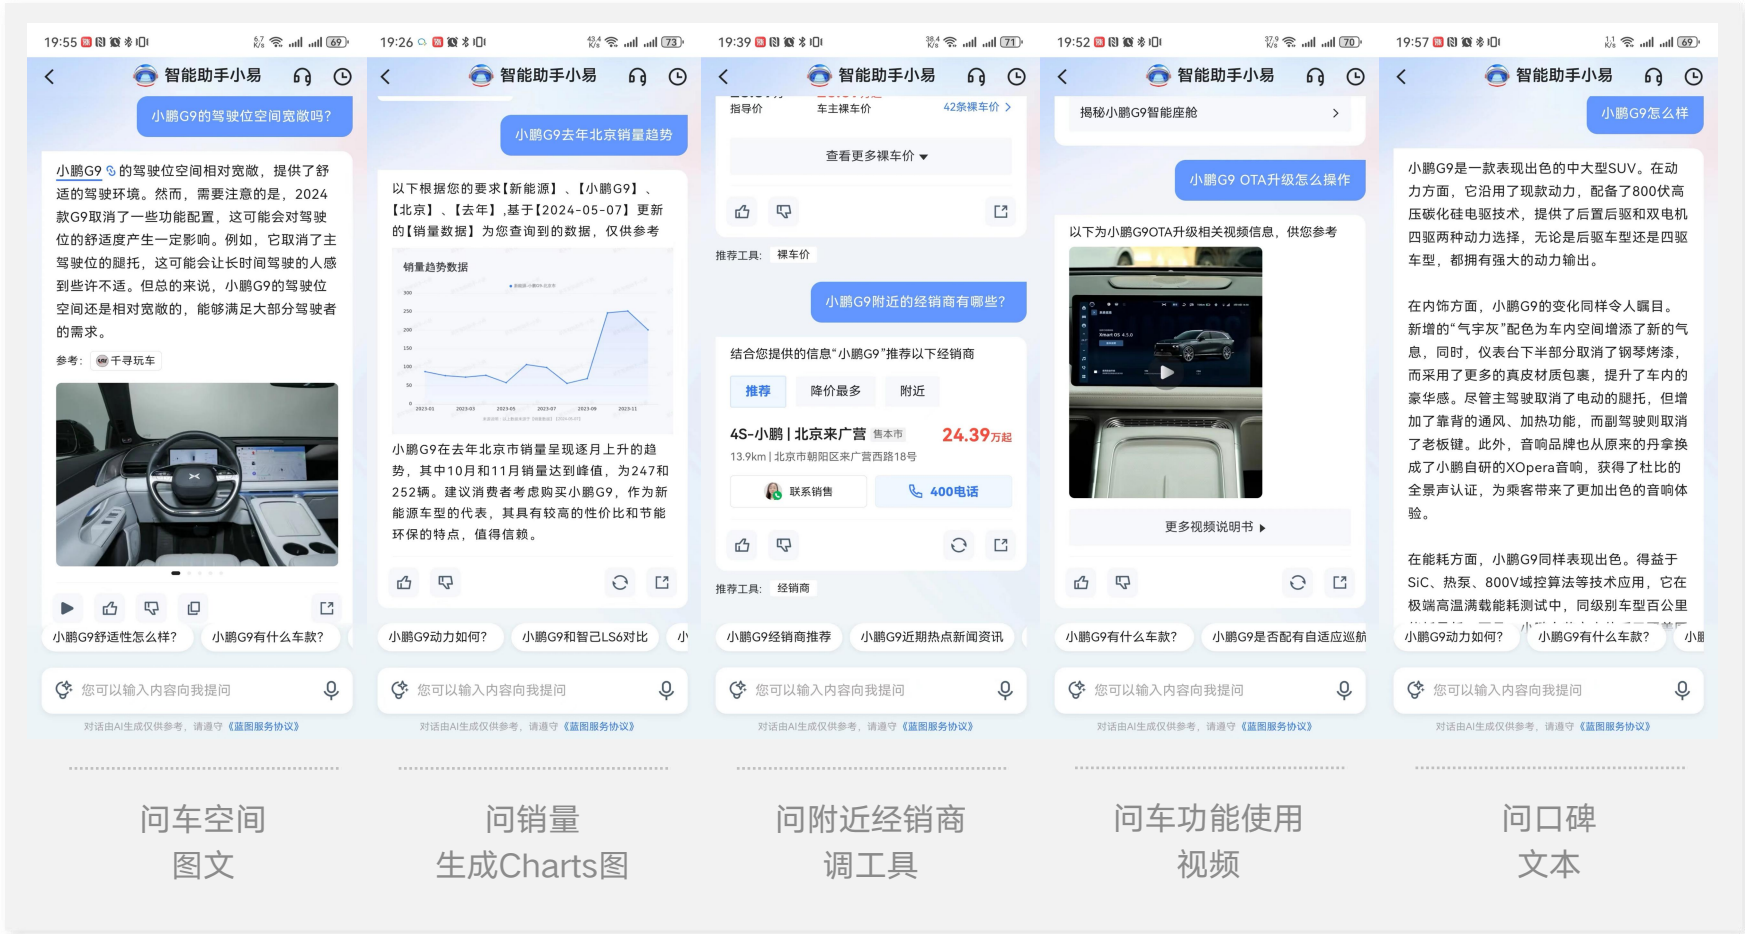 19:55
6.7 K/s
69
智能助手小易
小鹏G9的驾驶位空间宽敞吗?
小鹏G9的驾驶位空间相对宽敞，提供了舒
适的驾驶环境。然而，需要注意的是，2024
款G9取消了一些功能配置，这可能会对驾驶
位的舒适度产生一定影响。例如，它取消了主
驾驶位的腿托，这可能会让长时间驾驶的人感
到些许不适。但总的来说，小鹏G9的驾驶位
空间还是相对宽敞的，能够满足大部分驾驶者
的需求。
参考: 千寻玩车
小鹏G9舒适性怎么样?
小鹏G9有什么车款?
您可以输入内容向我提问
对话由AI生成仅供参考，请遵守《蓝图服务协议》
问车空间
图文
19:26
43.4 K/s
73
智能助手小易
小鹏G9去年北京销量趋势
以下根据您的要求【新能源】、【小鹏G9】、
【北京】、【去年】,基于【2024-05-07】更新
的【销量数据】为您查询到的数据，仅供参考
销量趋势数据
300
250
200
150
100
50
0
2023-01 2023-03 2023-05 2023-07 2023-09 2023-11
小鹏G9在去年北京市销量呈现逐月上升的趋
势，其中10月和11月销量达到峰值，为247和
252辆。建议消费者考虑购买小鹏G9，作为新
能源车型的代表，其具有较高的性价比和节能
环保的特点，值得信赖。
小鹏G9动力如何?
小鹏G9和智己LS6对比
您可以输入内容向我提问
对话由AI生成仅供参考，请遵守《蓝图服务协议》
问销量
生成Charts图
19:39
38.4 K/s
71
智能助手小易
指导价
车主裸车价
42条裸车价
查看更多裸车价
推荐工具: 裸车价
小鹏G9附近的经销商有哪些?
结合您提供的信息“小鹏G9”推荐以下经销商
推荐
降价最多
附近
4S-小鹏 | 北京来广营 售本市
24.39万起
13.9km | 北京市朝阳区来广营西路18号
联系销售
400电话
推荐工具: 经销商
小鹏G9经销商推荐
小鹏G9近期热点新闻资讯
您可以输入内容向我提问
对话由AI生成仅供参考，请遵守《蓝图服务协议》
问附近经销商
调工具
19:52
37.9 K/s
70
智能助手小易
揭秘小鹏G9智能座舱
小鹏G9 OTA升级怎么操作
以下为小鹏G9OTA升级相关视频信息，供您参考
Xmart OS 4.5.0
更多视频说明书
小鹏G9有什么车款?
小鹏G9是否配有自适应巡航
您可以输入内容向我提问
对话由AI生成仅供参考，请遵守《蓝图服务协议》
问车功能使用
视频
19:57
1.1 K/s
69
智能助手小易
小鹏G9怎么样
小鹏G9是一款表现出色的中大型SUV。在动
力方面，它沿用了现款动力，配备了800伏高
压碳化硅电驱技术，提供了后置后驱和双电机
四驱两种动力选择，无论是后驱车型还是四驱
车型，都拥有强大的动力输出。
在内饰方面，小鹏G9的变化同样令人瞩目。
新增的“气宇灰”配色为车内空间增添了新的气
息，同时，仪表台下半部分取消了钢琴烤漆，
而采用了更多的真皮材质包裹，提升了车内的
豪华感。尽管主驾驶取消了电动的腿托，但增
加了靠背的通风、加热功能，而副驾驶则取消
了老板键。此外，音响品牌也从原来的丹拿换
成了小鹏自研的XOpera音响，获得了杜比的
全景声认证，为乘客带来了更加出色的音响体
验。
在能耗方面，小鹏G9同样表现出色。得益于
SiC、热泵、800V域控算法等技术应用，它在
极端高温满载能耗测试中，同级别车型百公里
小鹏G9动力如何?
小鹏G9有什么车款?
您可以输入内容向我提问
对话由AI生成仅供参考，请遵守《蓝图服务协议》
问口碑
文本